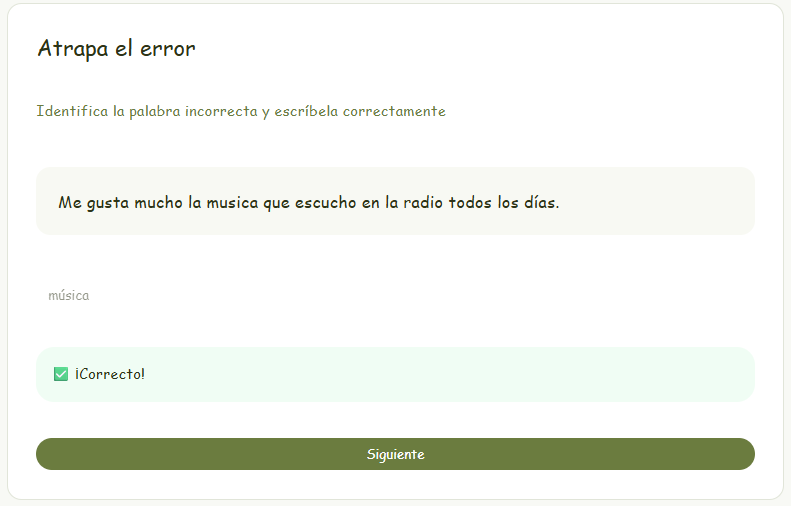 Atrapa el error
Identifica la palabra incorrecta y escríbela correctamente
Me gusta mucho la musica que escucho en la radio todos los días.
música
✅ ¡Correcto!
Siguiente